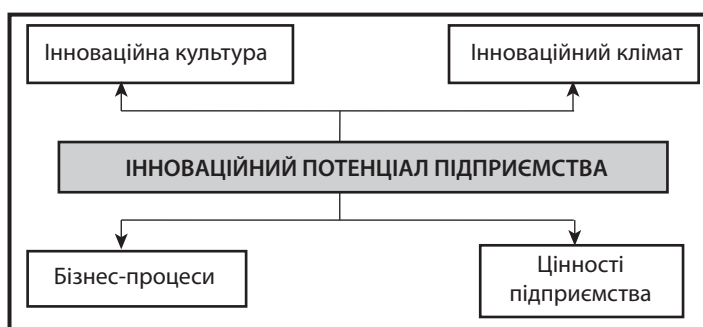 Інноваційна культура
Інноваційний клімат
ІННОВАЦІЙНИЙ ПОТЕНЦІАЛ ПІДПРИЄМСТВА
Бізнес-процеси
Цінності
підприємства